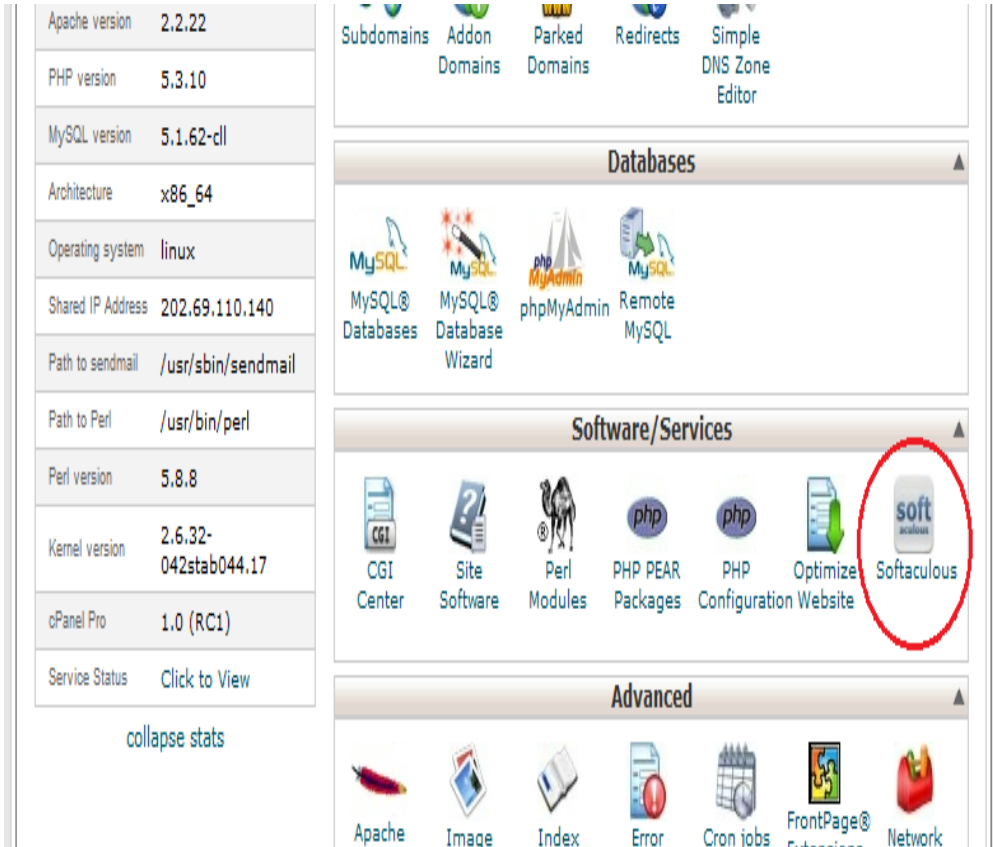 Apache version 2.2.22
PHP version 5.3.10
MySQL version 5.1.62-cll
Architecture x86_64
Operating system linux
Shared IP Address 202.69.110.140
Path to sendmail /usr/sbin/sendmail
Path to Perl /usr/bin/perl
Perl version 5.8.8
Kernel version 2.6.32-
042stab044.17
cPanel Pro 1.0 (RC1)
Service Status Click to View
collapse stats
Subdomains Addon Parked Redirects Simple
Domains Domains DNS Zone
Editor
Databases
MySQL MySQL php MyAdmin MySQL
MySQL® MySQL® phpMyAdmin Remote
Databases Database MySQL
Wizard
Software/Services
CGI ? ® php php soft
aculous
CGI Site Perl PHP PEAR PHP Optimize Softaculous
Center Software Modules Packages Configuration Website
Advanced
Apache Image Index Error Cron jobs FrontPage® Network
Extensions